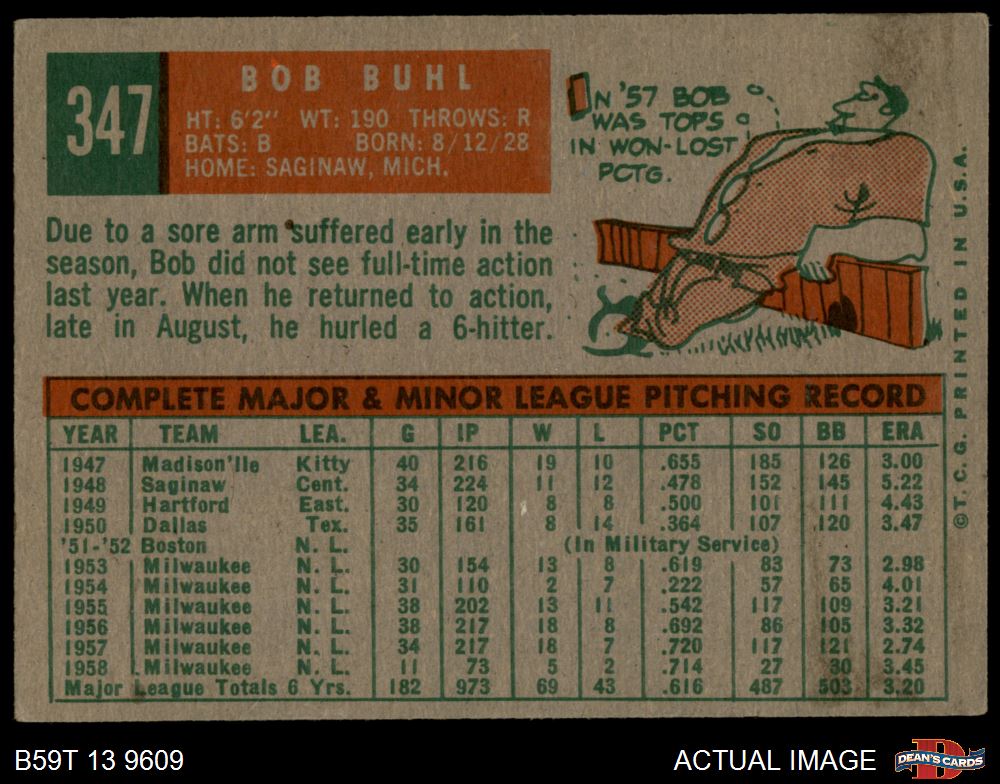 347
BOB BUHL
HT: 6'2" WT: 190 THROWS: R
BATS: B BORN: 8/12/28
HOME: SAGINAW, MICH.
IN '57 BOB
WAS TOPS
IN WON-LOST
PCTG.
Due to a sore arm suffered early in the
season, Bob did not see full-time action
last year. When he returned to action,
late in August, he hurled a 6-hitter.
COMPLETE MAJOR & MINOR LEAGUE PITCHING RECORD
YEAR TEAM LEA. G IP W L PCT SO BB ERA
1947 Madison'lle Kitty 40 216 19 10 .655 185 126 3.00
1948 Saginaw Cent. 34 224 11 12 .478 152 145 5.22
1949 Hartford East. 30 120 8 8 .500 101 111 4.43
1950 Dallas Tex. 35 161 8 14 .364 107 120 3.47
'51-'52 Boston N. L. (In Military Service)
1953 Milwaukee N. L. 30 154 13 8 .619 83 73 2.98
1954 Milwaukee N. L. 31 110 2 7 .222 57 65 4.01
1955 Milwaukee N. L. 38 202 13 11 .542 117 109 3.21
1956 Milwaukee N. L. 38 217 18 8 .692 86 105 3.32
1957 Milwaukee N. L. 34 217 18 7 .720 117 121 2.74
1958 Milwaukee N. L. 11 73 5 2 .714 27 30 3.45
Major League Totals 6 Yrs. 182 973 69 43 .616 487 503 3.20
©T. C. G. PRINTED IN U.S.A.
B59T 13 9609
ACTUAL IMAGE
DEAN'S CARDS